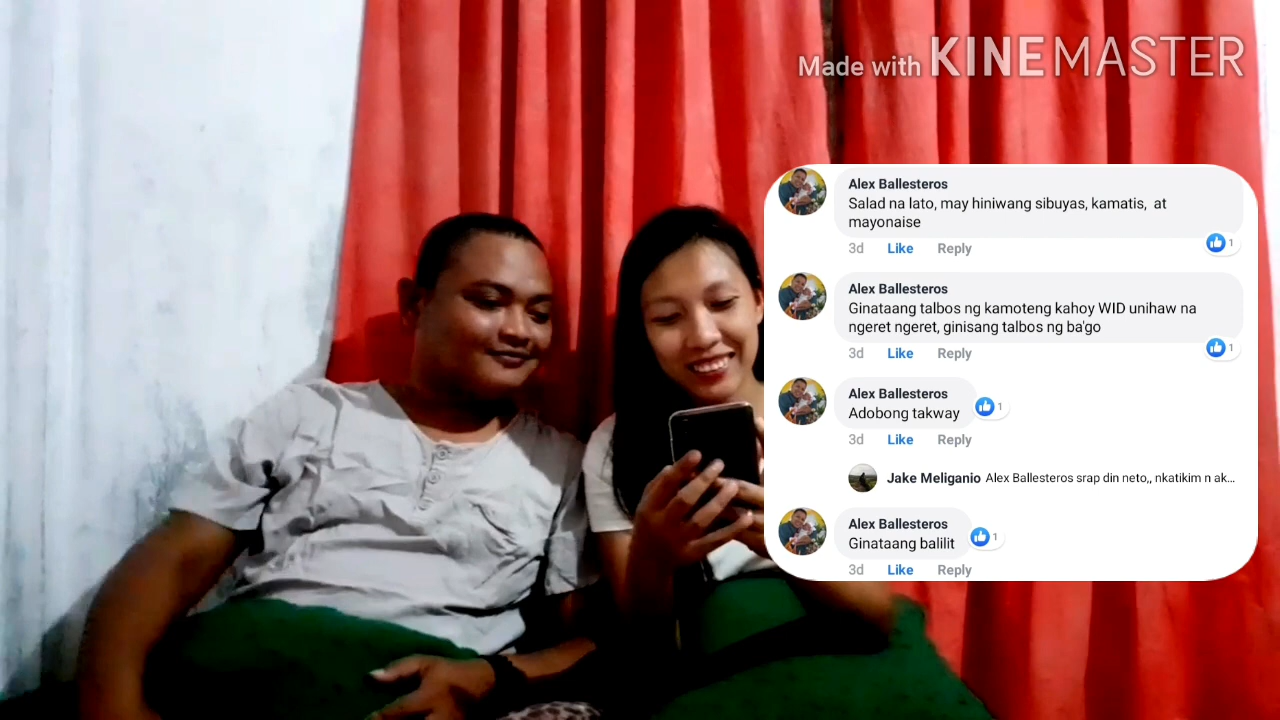 Made with KINEMASTER
Alex Ballesteros
Salad na lato, may hiniwang sibuyas, kamatis, at
mayonaise
3d Like Reply 1
Alex Ballesteros
Ginataang talbos ng kamoteng kahoy WID unihaw na
ngeret ngeret, ginisang talbos ng ba'go
3d Like Reply 1
Alex Ballesteros
Adobong takway 1
3d Like Reply
Jake Meliganio Alex Ballesteros srap din neto,, nkatikim n ak...
Alex Ballesteros
Ginataang balilit 1
3d Like Reply